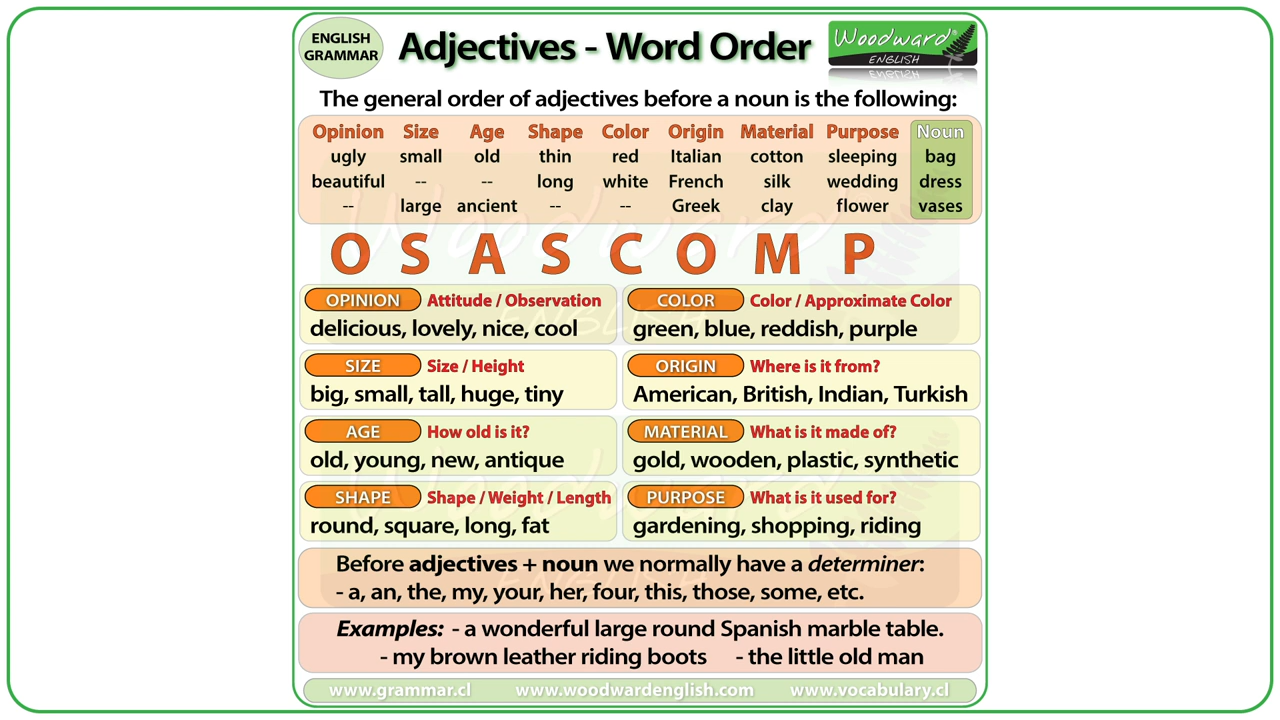 ENGLISH
GRAMMAR
Adjectives - Word Order
Woodward®
ENGLISH
The general order of adjectives before a noun is the following:
Opinion Size Age Shape Color Origin Material Purpose Noun
ugly small old thin red Italian cotton sleeping bag
beautiful -- -- long white French silk wedding dress
-- large ancient -- -- Greek clay flower vases
O S A S C O M P
OPINION Attitude / Observation
delicious, lovely, nice, cool
COLOR Color / Approximate Color
green, blue, reddish, purple
SIZE Size / Height
big, small, tall, huge, tiny
ORIGIN Where is it from?
American, British, Indian, Turkish
AGE How old is it?
old, young, new, antique
MATERIAL What is it made of?
gold, wooden, plastic, synthetic
SHAPE Shape / Weight / Length
round, square, long, fat
PURPOSE What is it used for?
gardening, shopping, riding
Before adjectives + noun we normally have a determiner:
- a, an, the, my, your, her, four, this, those, some, etc.
Examples: - a wonderful large round Spanish marble table.
- my brown leather riding boots - the little old man
www.grammar.cl www.woodwardenglish.com www.vocabulary.cl